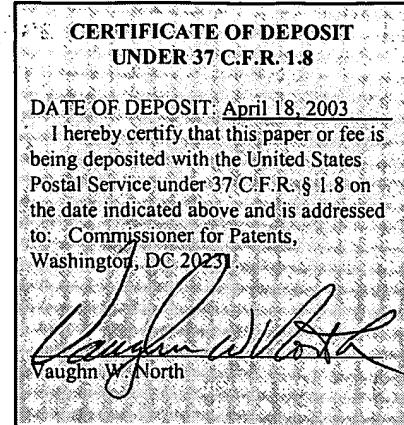 CERTIFICATE OF DEPOSIT
UNDER 37 C.F.R. 1.8
DATE OF DEPOSIT: April 18, 2003
I hereby certify that this paper or fee is
being deposited with the United States
Postal Service under 37 C.F.R. § 1.8 on
the date indicated above and is addressed
to: Commissioner for Patents,
Washington, DC 20231.
Vaughn W North
Vaughn W. North